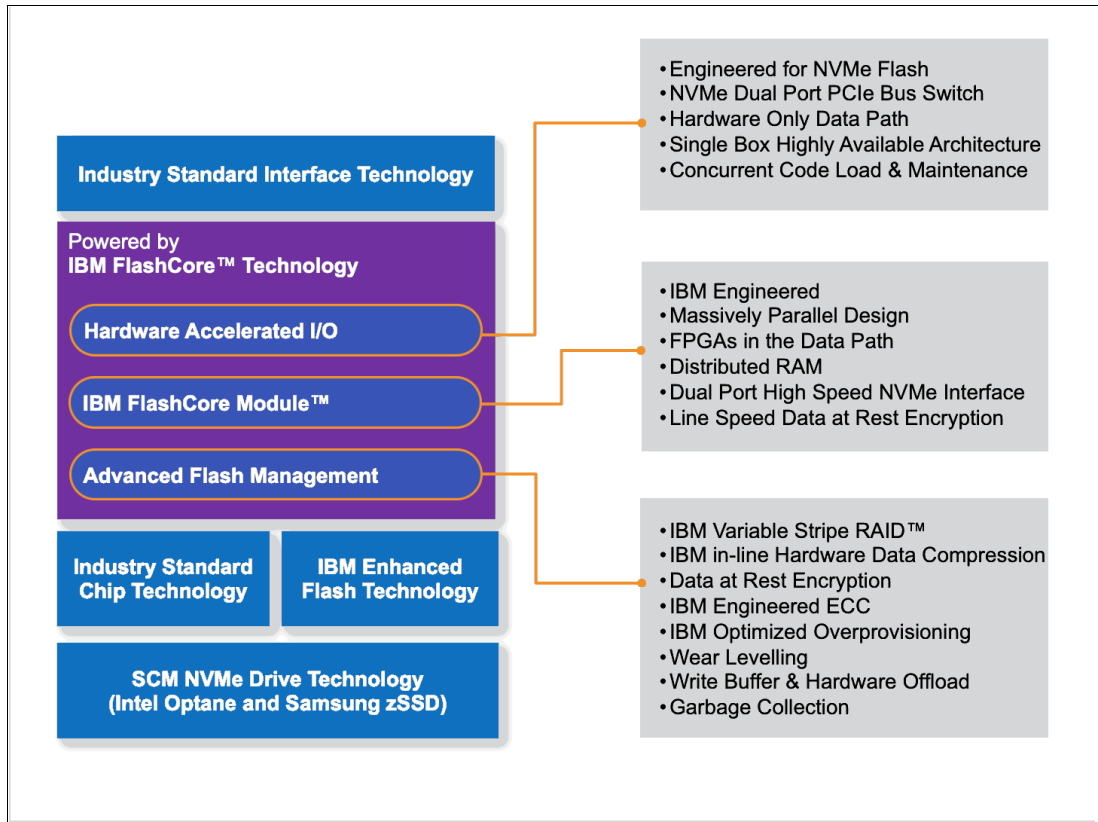 Industry Standard Interface Technology
Powered by
IBM FlashCore™ Technology
Hardware Accelerated I/O
IBM FlashCore Module™
Advanced Flash Management
Industry Standard
Chip Technology
IBM Enhanced
Flash Technology
SCM NVMe Drive Technology
(Intel Optane and Samsung zSSD)
•Engineered for NVMe Flash
•NVMe Dual Port PCIe Bus Switch
•Hardware Only Data Path
•Single Box Highly Available Architecture
•Concurrent Code Load & Maintenance
•IBM Engineered
•Massively Parallel Design
•FPGAs in the Data Path
•Distributed RAM
•Dual Port High Speed NVMe Interface
•Line Speed Data at Rest Encryption
•IBM Variable Stripe RAID™
•IBM in-line Hardware Data Compression
•Data at Rest Encryption
•IBM Engineered ECC
•IBM Optimized Overprovisioning
•Wear Levelling
•Write Buffer & Hardware Offload
•Garbage Collection